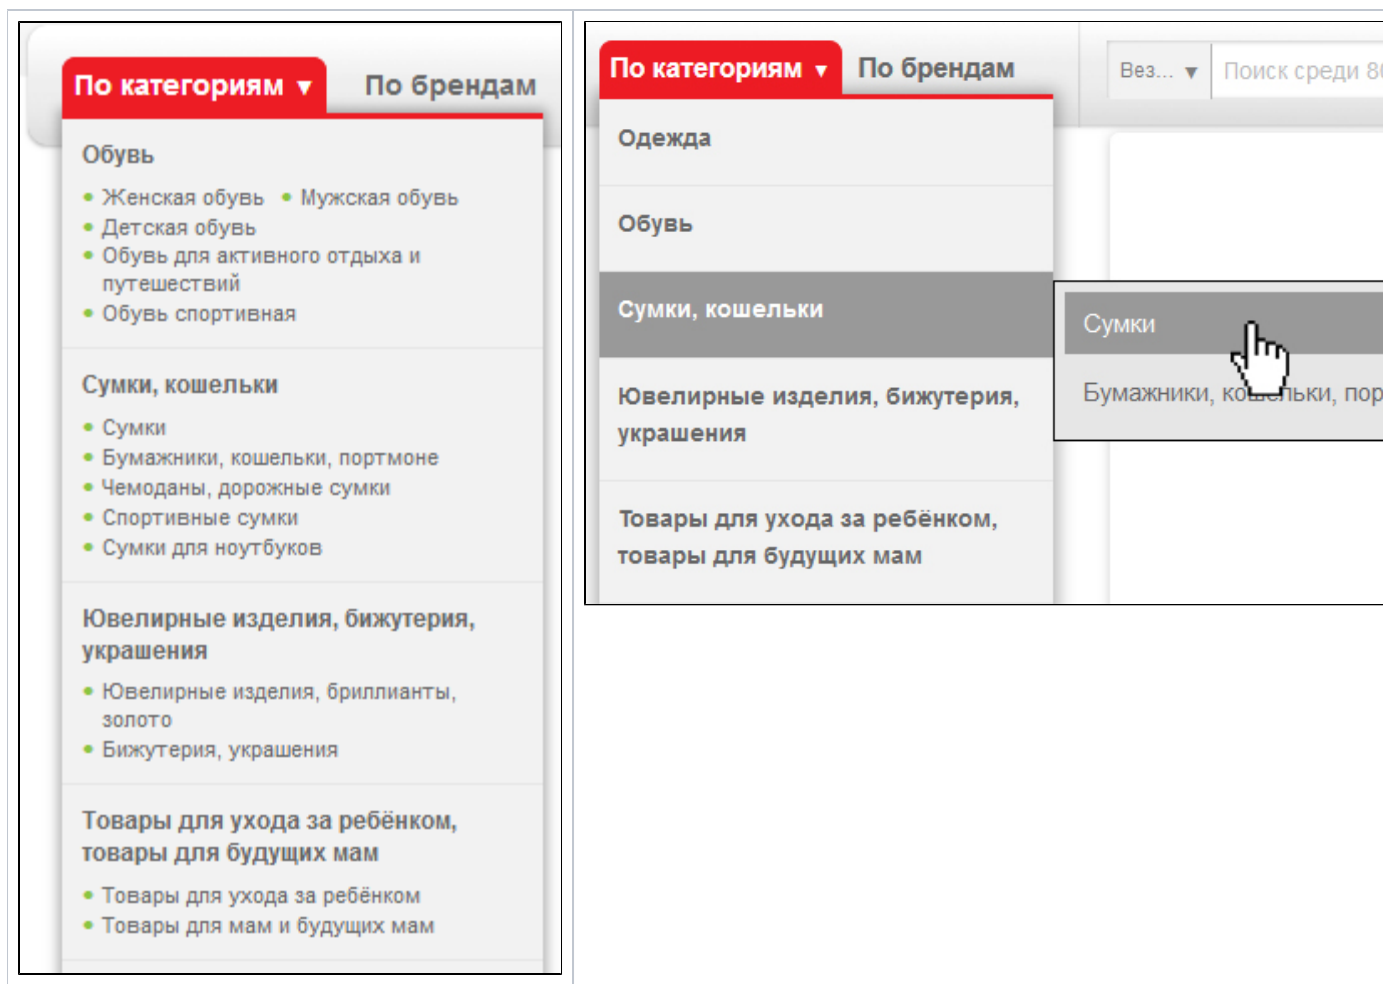 По категориям ▼ По брендам
Обувь
• Женская обувь • Мужская обувь
• Детская обувь
• Обувь для активного отдыха и
путешествий
• Обувь спортивная
Сумки, кошельки
• Сумки
• Бумажники, кошельки, портмоне
• Чемоданы, дорожные сумки
• Спортивные сумки
• Сумки для ноутбуков
Ювелирные изделия, бижутерия,
украшения
• Ювелирные изделия, бриллианты,
золото
• Бижутерия, украшения
Товары для ухода за ребёнком,
товары для будущих мам
• Товары для ухода за ребёнком
• Товары для мам и будущих мам
По категориям ▼ По брендам
Вез... ▼ Поиск среди 8
Одежда
Обувь
Сумки, кошельки
Сумки
Бумажники, кошельки, пор
Ювелирные изделия, бижутерия,
украшения
Товары для ухода за ребёнком,
товары для будущих мам